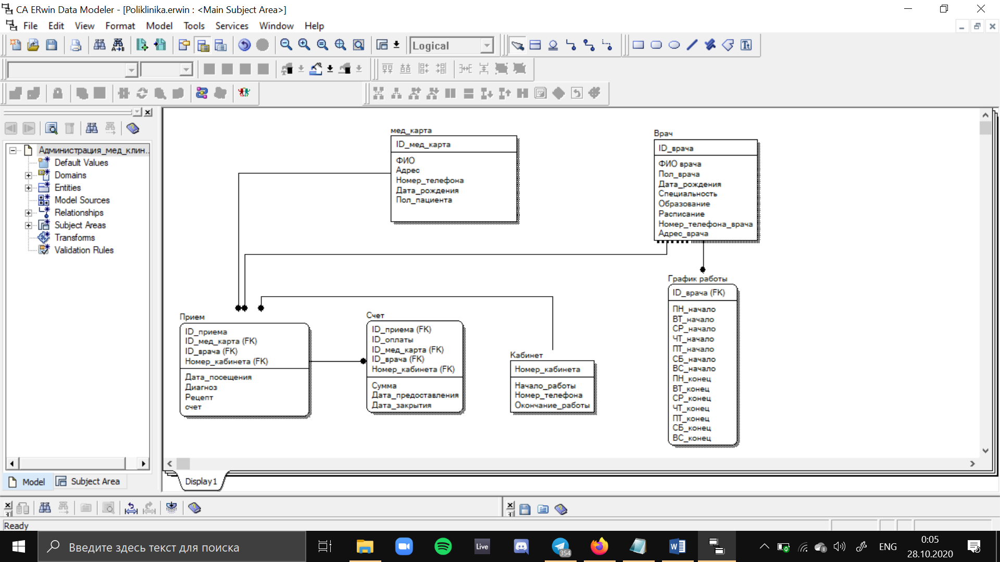 CA ERwin Data Modeler - [Poliklinika.erwin : <Main Subject Area>]
File Edit View Format Model Tools Services Window Help
Logical
A→B
Tt
Администрация_мед_клин..
Default Values
Domains
Entities
Model Sources
Relationships
Subject Areas
Transforms
Validation Rules
Model
Subject Area
мед_карта
ID_мед_карта
ФИО
Адрес
Номер_телефона
Дата_рождения
Пол_пациента
Врач
ID_врача
ФИО врача
Пол_врача
Дата_рождения
Специальность
Образование
Расписание
Номер_телефона_врача
Адрес_врача
График работы
ID_врача (FK)
ПН_начало
ВТ_начало
СР_начало
ЧТ_начало
ПТ_начало
СБ_начало
ВС_начало
ПН_конец
ВТ_конец
СР_конец
ЧТ_конец
ПТ_конец
СБ_конец
ВС_конец
Прием
ID_приема
ID_мед_карта (FK)
ID_врача (FK)
Номер_кабинета (FK)
Дата_посещения
Диагноз
Рецепт
счет
Счет
ID_приема (FK)
ID_оплаты
ID_мед_карта (FK)
ID_врача (FK)
Номер_кабинета (FK)
Сумма
Дата_предоставления
Дата_закрытия
Кабинет
Номер_кабинета
Начало_работы
Номер_телефона
Окончание_работы
Display1
Ready
Введите здесь текст для поиска
Live
354
ENG
0:05
28.10.2020